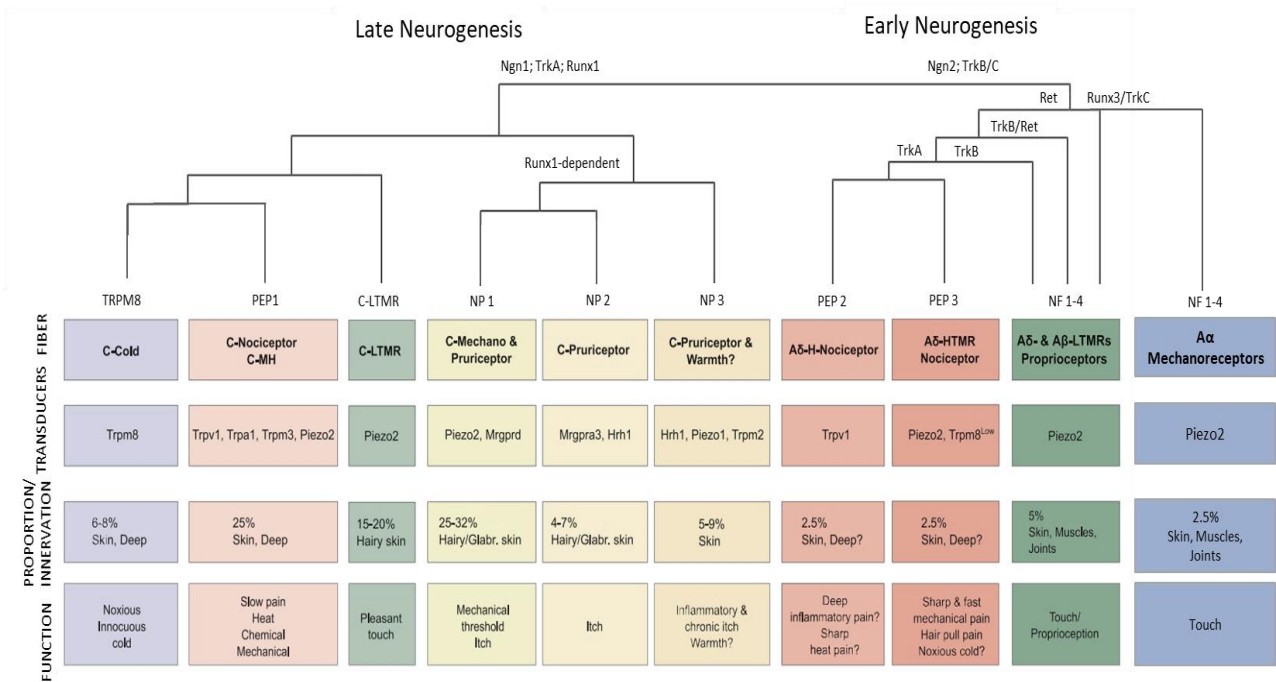 Late Neurogenesis
Early Neurogenesis
Ngn1; TrkA; Runx1
Ngn2; TrkB/C
Ret
Runx3/TrkC
TrkB/Ret
TrkA
TrkB
Runx1-dependent
TRPM8
PEP1
C-LTMR
NP 1
NP 2
NP 3
PEP 2
PEP 3
NF 1-4
NF 1-4
FIBER
C-Cold
C-Nociceptor
C-MH
C-LTMR
C-Mechano &
Pruriceptor
C-Pruriceptor
C-Pruriceptor &
Warmth?
Aδ-H-Nociceptor
Aδ-HTMR
Nociceptor
Aδ- & Aβ-LTMRs
Proprioceptors
Aα
Mechanoreceptors
TRANSDUCERS
Trpm8
Trpv1, Trpa1, Trpm3, Piezo2
Piezo2
Piezo2, Mrgprd
Mrgpra3, Hrh1
Hrh1, Piezo1, Trpm2
Trpv1
Piezo2, Trpm8Low
Piezo2
Piezo2
PROPORTION/
INNERVATION
6-8%
Skin, Deep
25%
Skin, Deep
15-20%
Hairy skin
25-32%
Hairy/Glabr. skin
4-7%
Hairy/Glabr. skin
5-9%
Skin
2.5%
Skin, Deep?
2.5%
Skin, Deep?
5%
Skin, Muscles,
Joints
2.5%
Skin, Muscles,
Joints
FUNCTION
Noxious
Innocuous
cold
Slow pain
Heat
Chemical
Mechanical
Pleasant
touch
Mechanical
threshold
Itch
Itch
Inflammatory &
chronic itch
Warmth?
Deep
inflammatory pain?
Sharp
heat pain?
Sharp & fast
mechanical pain
Hair pull pain
Noxious cold?
Touch/
Proprioception
Touch